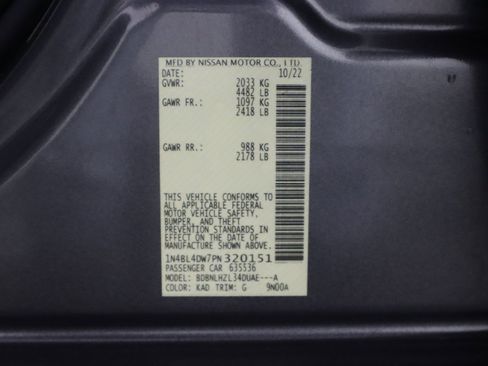 MFD BY NISSAN MOTOR CO., LTD.
DATE: 10/22
GVWR: 2033 KG
4482 LB
GAWR FR.: 1097 KG
2418 LB
GAWR RR.: 988 KG
2178 LB
THIS VEHICLE CONFORMS TO
ALL APPLICABLE FEDERAL
MOTOR VEHICLE SAFETY,
BUMPER, AND THEFT
PREVENTION STANDARDS IN
EFFECT ON THE DATE OF
MANUFACTURE SHOWN ABOVE.
1N4BL4DW7PN320151
PASSENGER CAR 635536
MODEL: BDBNLHZL34DUAE---A
COLOR: KAD TRIM: G 9N00A